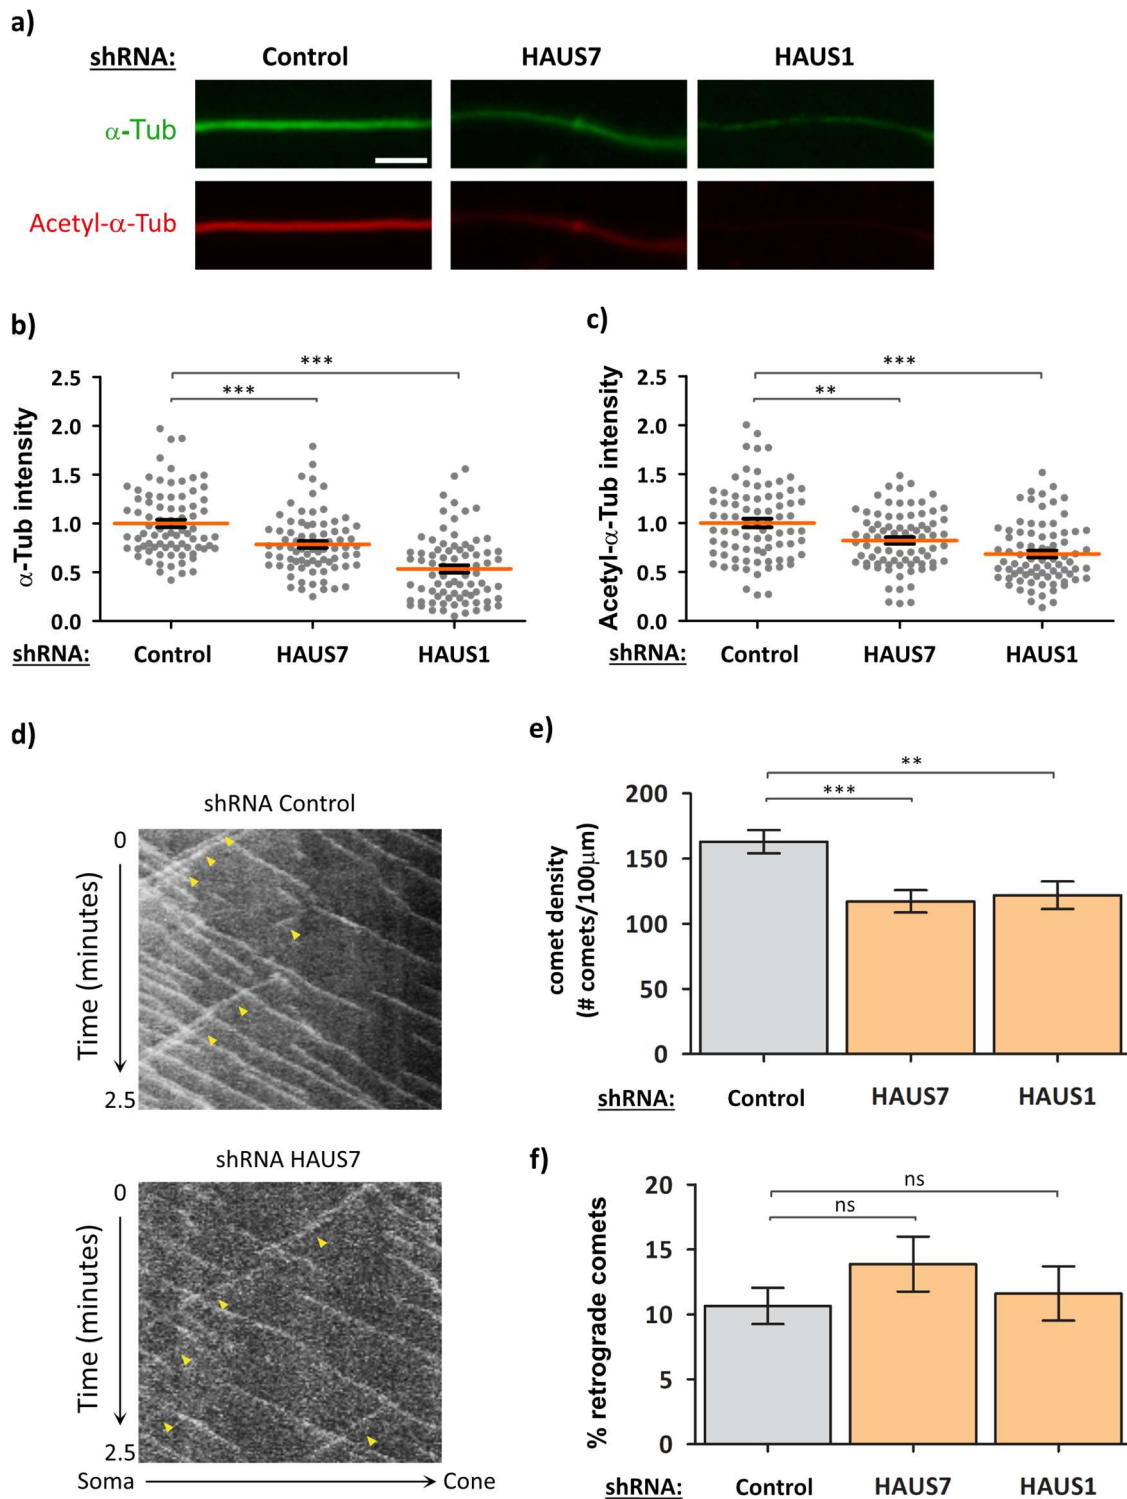 a)
shRNA: Control HAUS7 HAUS1
α-Tub
Acetyl-α-Tub
b)
***
***
α-Tub intensity
2.5
2.0
1.5
1.0
0.5
0.0
shRNA: Control HAUS7 HAUS1
c)
***
**
Acetyl-α-Tub intensity
2.5
2.0
1.5
1.0
0.5
0.0
shRNA: Control HAUS7 HAUS1
d)
shRNA Control
0
Time (minutes)
2.5
shRNA HAUS7
0
Time (minutes)
2.5
Soma Cone
e)
**
***
comet density
(# comets/100μm)
200
150
100
50
0
shRNA: Control HAUS7 HAUS1
f)
ns
ns
% retrograde comets
20
15
10
5
0
shRNA: Control HAUS7 HAUS1